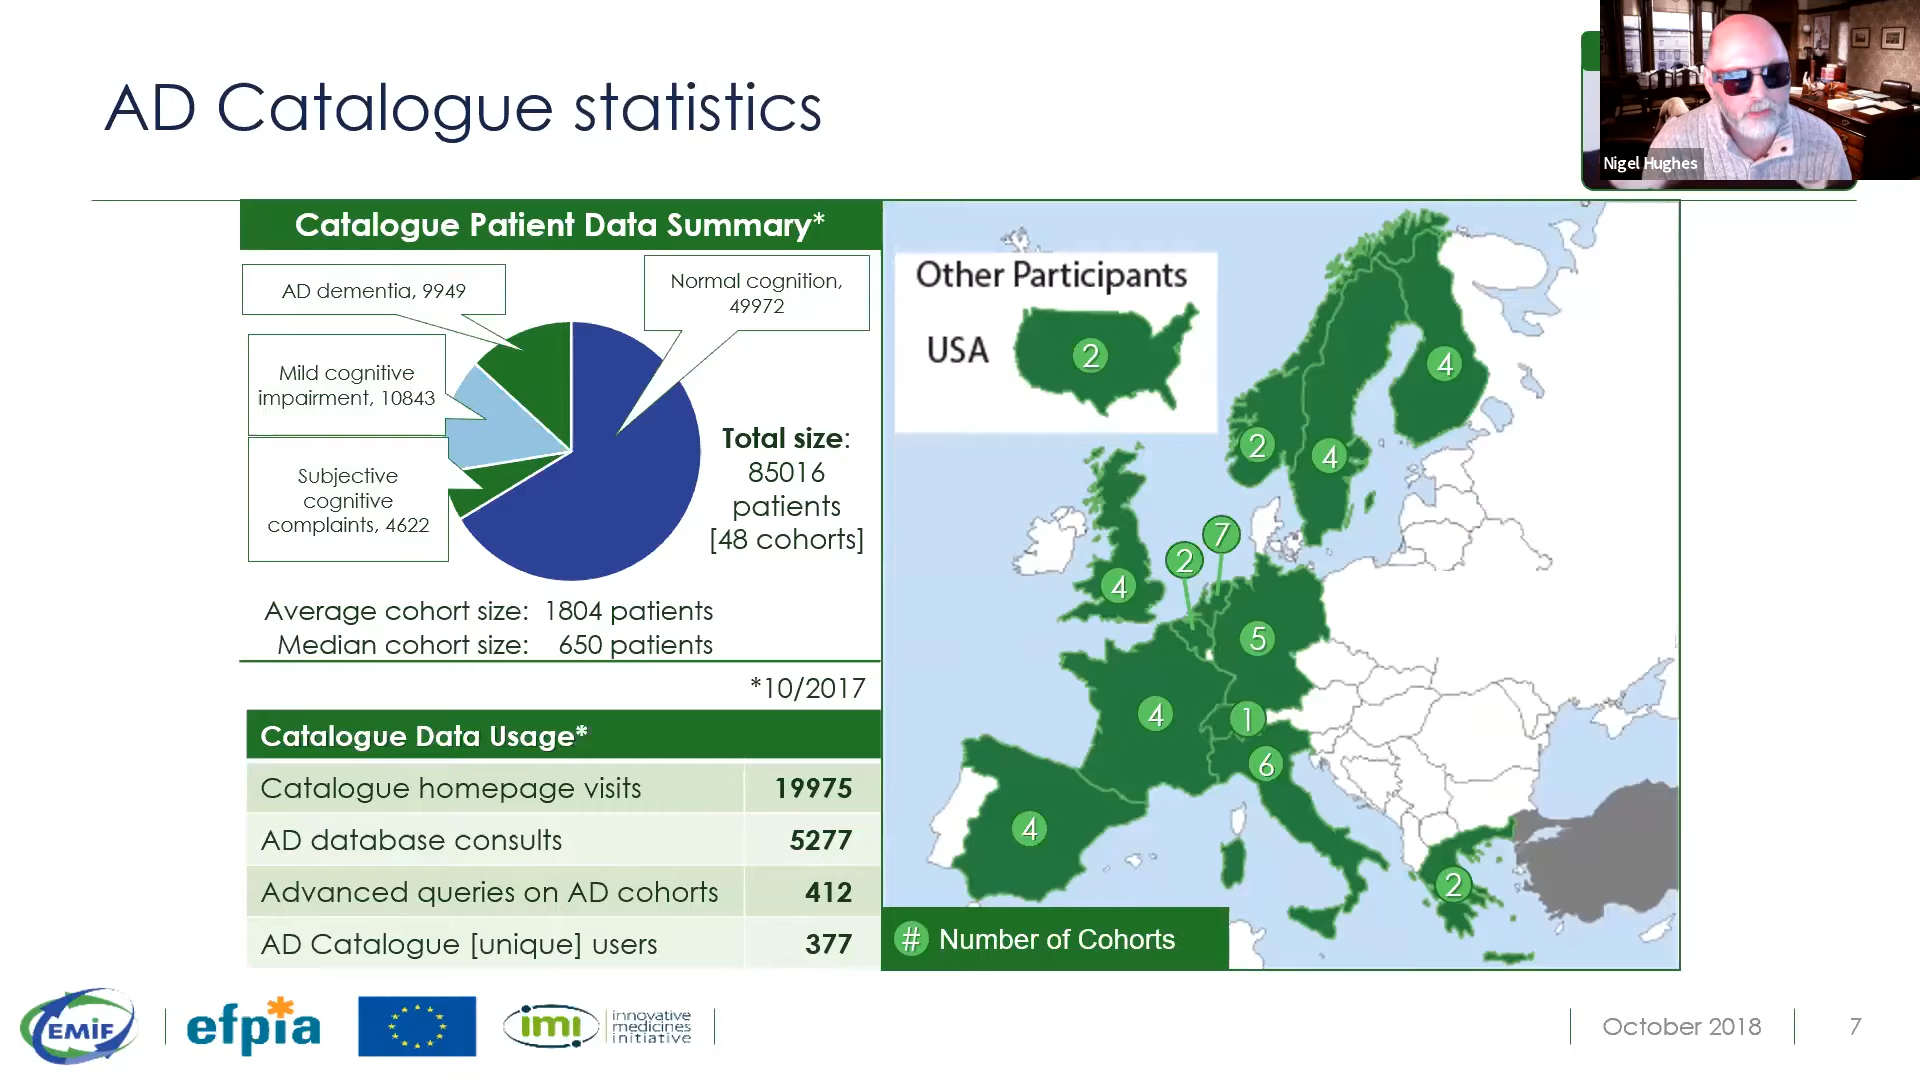 AD Catalogue statistics
Nigel Hughes
Catalogue Patient Data Summary*
AD dementia, 9949
Normal cognition,
49972
Mild cognitive
impairment, 10843
Subjective
cognitive
complaints, 4622
Total size:
85016
patients
[48 cohorts]
Average cohort size: 1804 patients
Median cohort size: 650 patients
*10/2017
Catalogue Data Usage*
Catalogue homepage visits 19975
AD database consults 5277
Advanced queries on AD cohorts 412
AD Catalogue [unique] users 377
Other Participants
USA
2
4
2
4
7
2
4
5
4
1
6
4
2
# Number of Cohorts
EMIF
efpia
imi
innovative
medicines
initiative
October 2018
7